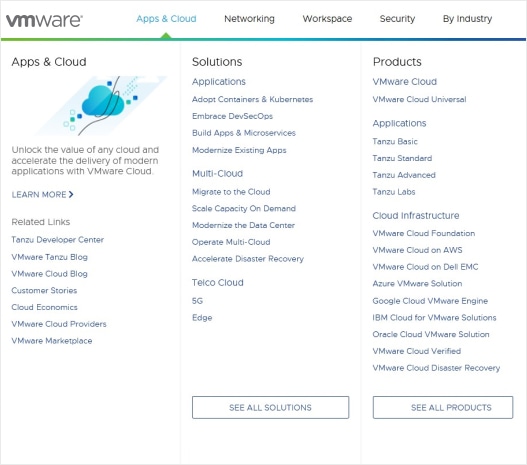 vmware®
Apps & Cloud
Networking
Workspace
Security
By Industry
Apps & Cloud
Unlock the value of any cloud and
accelerate the delivery of modern
applications with VMware Cloud.
LEARN MORE
Related Links
Tanzu Developer Center
VMware Tanzu Blog
VMware Cloud Blog
Customer Stories
Cloud Economics
VMware Cloud Providers
VMware Marketplace
Solutions
Applications
Adopt Containers & Kubernetes
Embrace DevSecOps
Build Apps & Microservices
Modernize Existing Apps
Multi-Cloud
Migrate to the Cloud
Scale Capacity On Demand
Modernize the Data Center
Operate Multi-Cloud
Accelerate Disaster Recovery
Telco Cloud
5G
Edge
SEE ALL SOLUTIONS
Products
VMware Cloud
VMware Cloud Universal
Applications
Tanzu Basic
Tanzu Standard
Tanzu Advanced
Tanzu Labs
Cloud Infrastructure
VMware Cloud Foundation
VMware Cloud on AWS
VMware Cloud on Dell EMC
Azure VMware Solution
Google Cloud VMware Engine
IBM Cloud for VMware Solutions
Oracle Cloud VMware Solution
VMware Cloud Verified
VMware Cloud Disaster Recovery
SEE ALL PRODUCTS